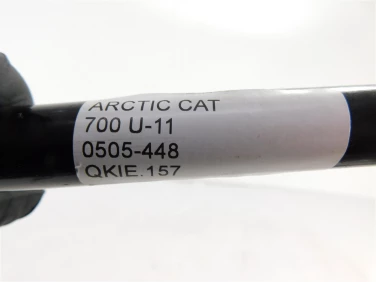 ARCTIC CAT
700 U-11
0505-448
QKIE.157